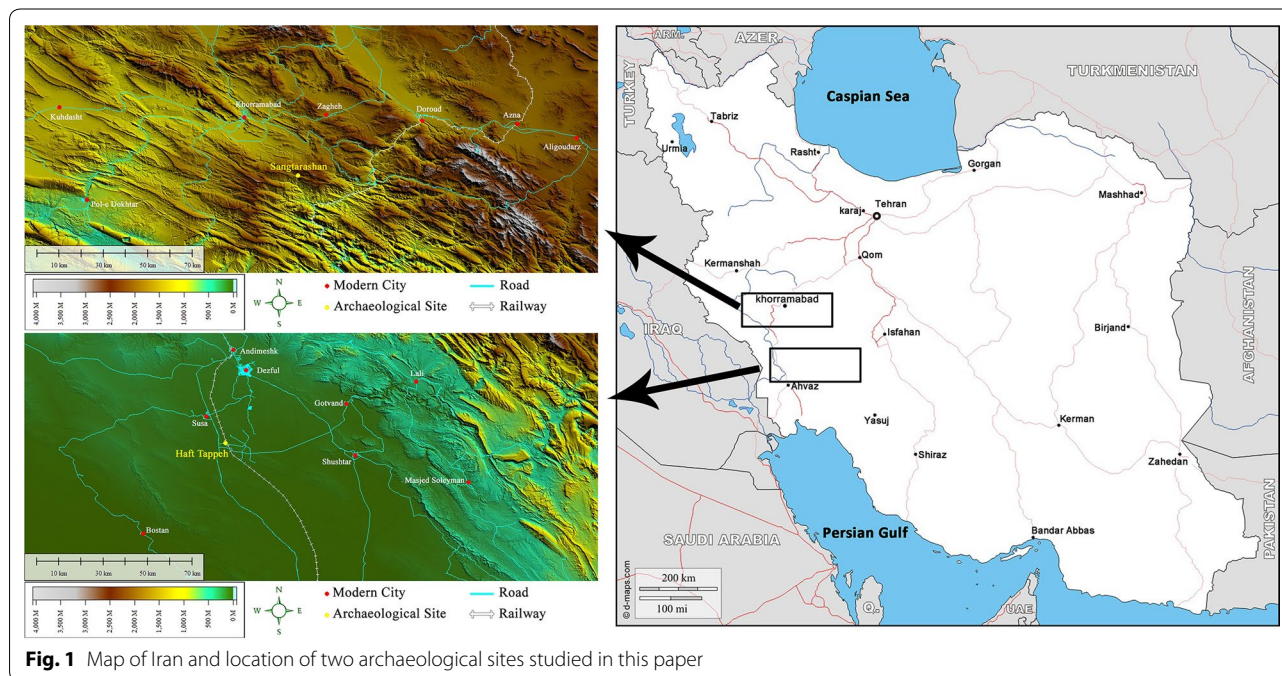 Kuhdasht
Khorramabad
Zagheh
Doroud
Azna
Aligoudarz
Sangtarashan
Pol-e Dokhtar
10 km 30 km 50 km 70 km
4,000 M
3,500 M
3,000 M
2,500 M
2,000 M
1,500 M
1,000 M
500 M
0 M
N
W E
S
Modern City
Road
Archaeological Site
Railway
Andimeshk
Dezful
Lali
Gotvand
Susa
Haft Tappeh
Shushtar
Masjed Soleyman
Bostan
10 km 30 km 50 km 70 km
4,000 M
3,500 M
3,000 M
2,500 M
2,000 M
1,500 M
1,000 M
500 M
0 M
N
W E
S
Modern City
Road
Archaeological Site
Railway
ARM.
AZER.
TURKEY
TURKMENISTAN
Caspian Sea
Tabriz
Urmia
Rasht
Gorgan
Mashhad
karaj
Tehran
Qom
Kermanshah
khorramabad
IRAQ
Isfahan
Birjand
AFGHANISTAN
Ahvaz
Yasuj
Kerman
Shiraz
Zahedan
PAKISTAN
Bandar Abbas
Persian Gulf
SAUDI ARABIA
200 km
100 mi
© d-maps.com
Q.
UAE
Fig. 1 Map of Iran and location of two archaeological sites studied in this paper